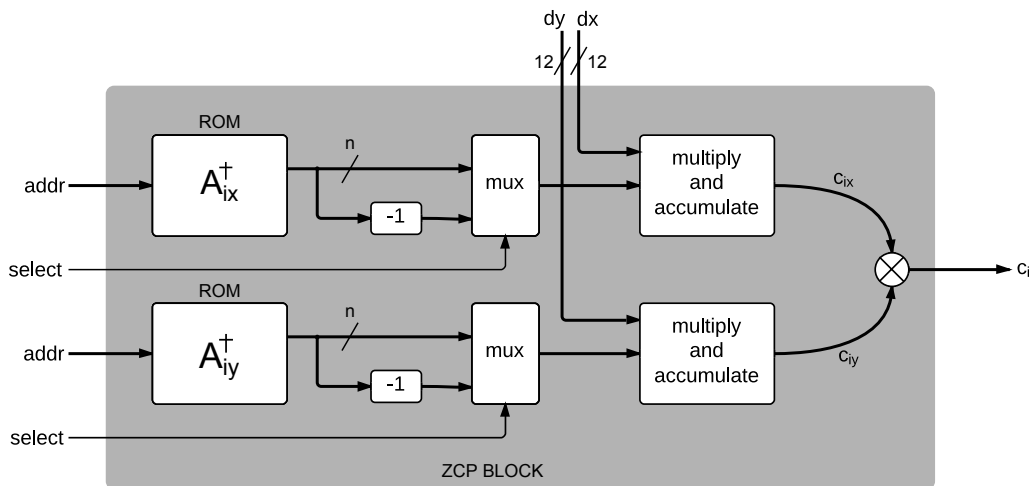 dy dx
12 12
ROM
n
addr
A†ix
mux
multiply
and
accumulate
cix
-1
select
ci
ROM
n
addr
A†iy
mux
multiply
and
accumulate
ciy
-1
select
ZCP BLOCK